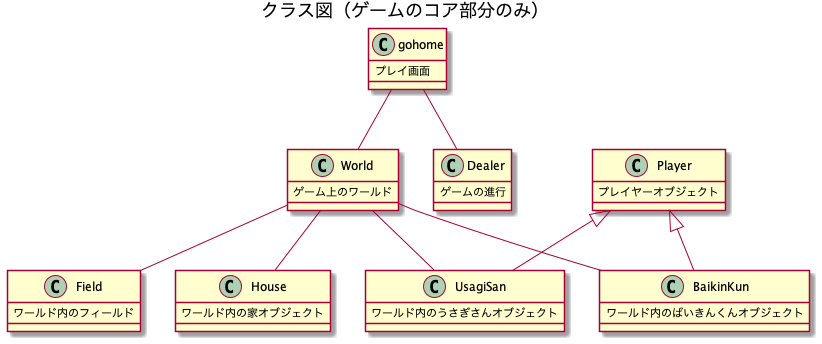 クラス図（ゲームのコア部分のみ）
C gohome
プレイ画面
C World
ゲーム上のワールド
C Dealer
ゲームの進行
C Player
プレイヤーオブジェクト
C Field
ワールド内のフィールド
C House
ワールド内の家オブジェクト
C UsagiSan
ワールド内のうさぎさんオブジェクト
C BaikinKun
ワールド内のばいきんくんオブジェクト